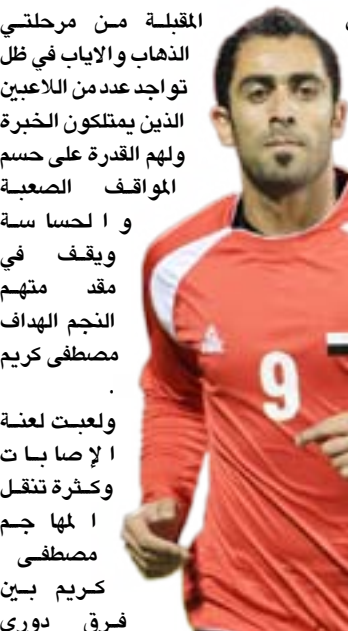 المقبلة من مرحلتي
الذهاب والاياب في ظل
تواجد عدد من اللاعبين
الذين يمتلكون الخبرة
ولهم القدرة على حسم
المواقف الصعبة
والحساسة
ويقف في
مقدمتهم
النجم الهداف
مصطفى كريم
.
ولعبت لعنة
الإصابات
وكثرة تنقل
المهاجم
مصطفى
كريم بين
فرق دوري
9